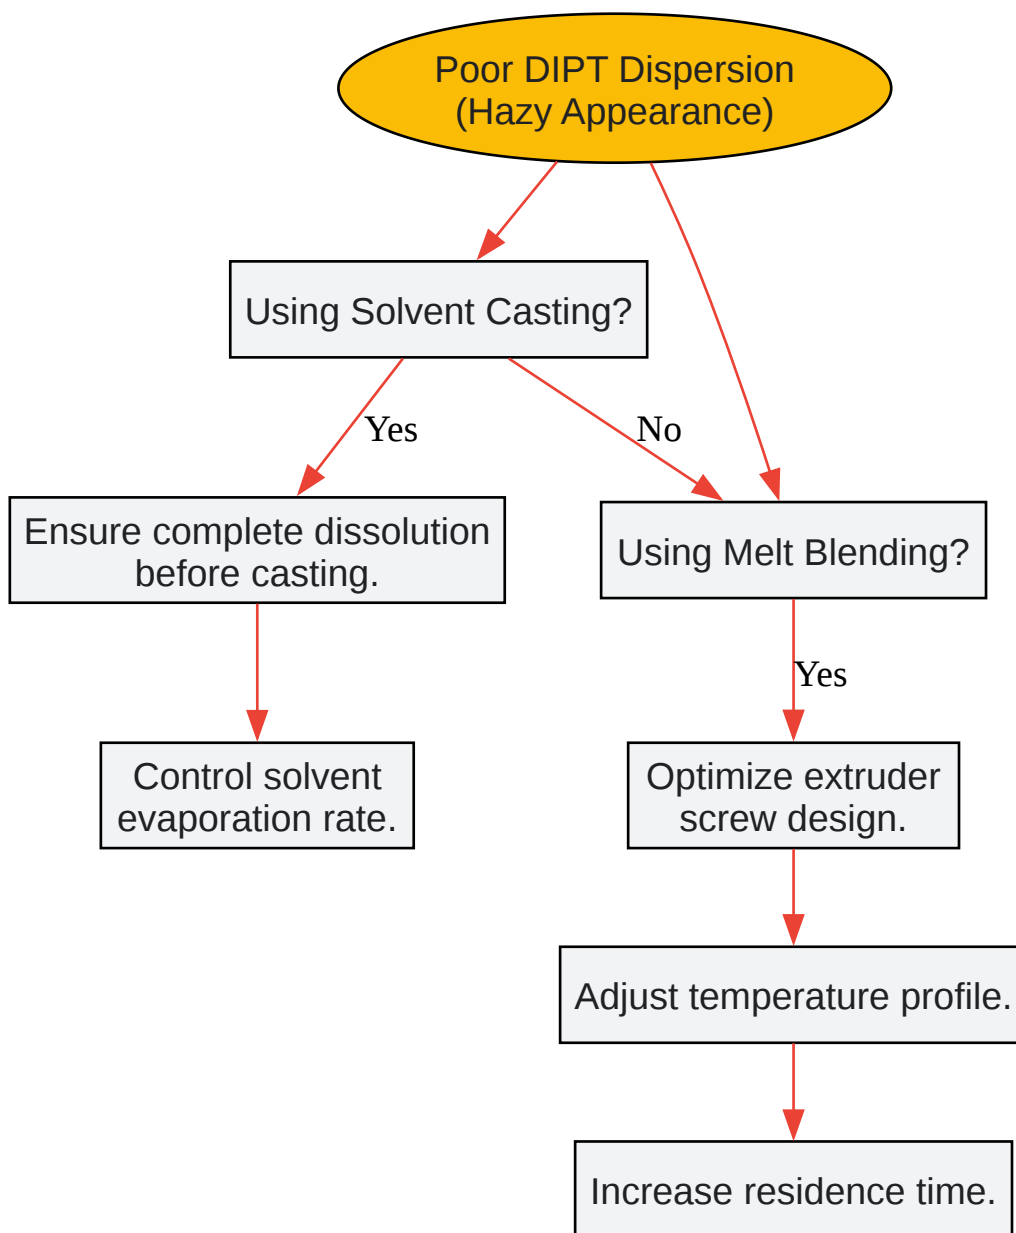 Poor DIPT Dispersion
(Hazy Appearance)
Using Solvent Casting?
Yes
No
Ensure complete dissolution
before casting.
Using Melt Blending?
Yes
Control solvent
evaporation rate.
Optimize extruder
screw design.
Adjust temperature profile.
Increase residence time.